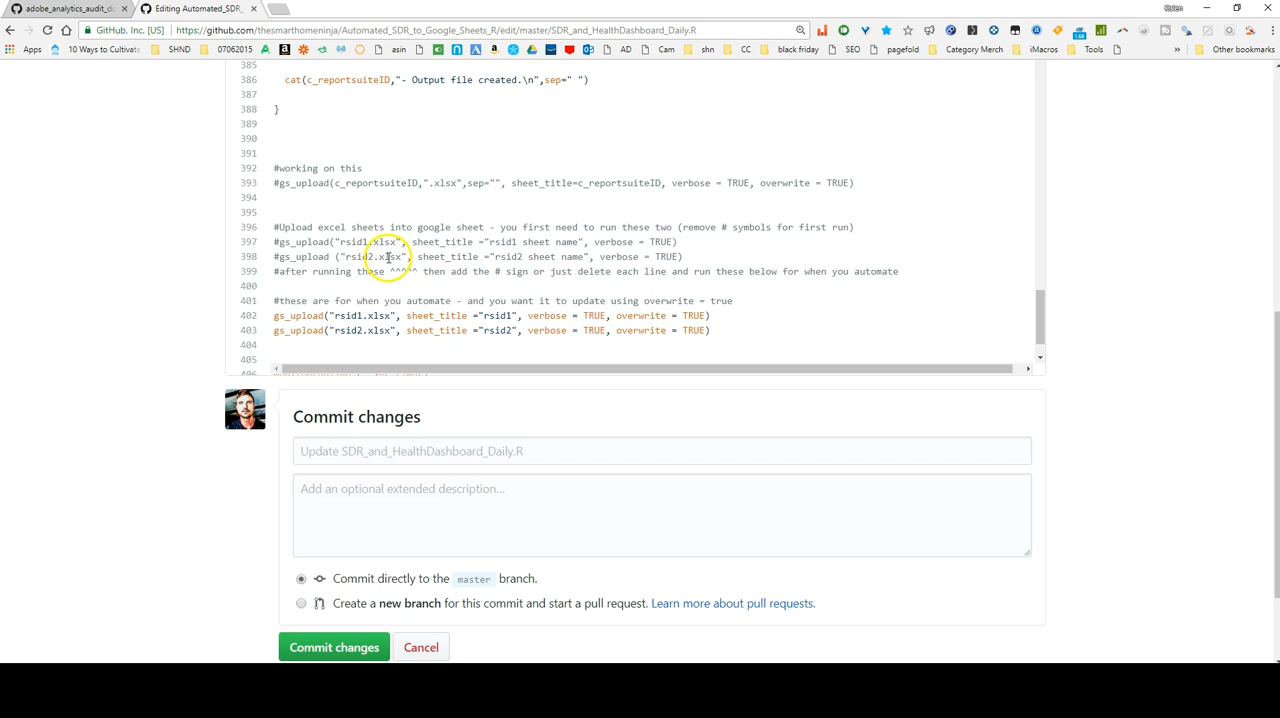 adobe_analytics_audit_do
Editing Automated_SDR_
GitHub, Inc. [US]
https://github.com/thesmarthomeninja/Automated_SDR_to_Google_Sheets_R/edit/master/SDR_and_HealthDashboard_Daily.R
Apps 10 Ways to Cultivate SHND 07062015 asin AD Cam shn CC black friday SEO pagefold Category Merch iMacros Tools » Other bookmarks
385
386 cat(c_reportsuiteID,"- Output file created.\n",sep=" ")
387
388 }
389
390
391
392 #working on this
393 #gs_upload(c_reportsuiteID,".xlsx",sep="", sheet_title=c_reportsuiteID, verbose = TRUE, overwrite = TRUE)
394
395
396 #Upload excel sheets into google sheet - you first need to run these two (remove # symbols for first run)
397 #gs_upload("rsid1.xlsx", sheet_title ="rsid1 sheet name", verbose = TRUE)
398 #gs_upload ("rsid2.xlsx", sheet_title ="rsid2 sheet name", verbose = TRUE)
399 #after running those ^^^^^ then add the # sign or just delete each line and run these below for when you automate
400
401 #these are for when you automate - and you want it to update using overwrite = true
402 gs_upload("rsid1.xlsx", sheet_title ="rsid1", verbose = TRUE, overwrite = TRUE)
403 gs_upload("rsid2.xlsx", sheet_title ="rsid2", verbose = TRUE, overwrite = TRUE)
404
405
406
Commit changes
Update SDR_and_HealthDashboard_Daily.R
Add an optional extended description...
Commit directly to the master branch.
Create a new branch for this commit and start a pull request. Learn more about pull requests.
Commit changes Cancel